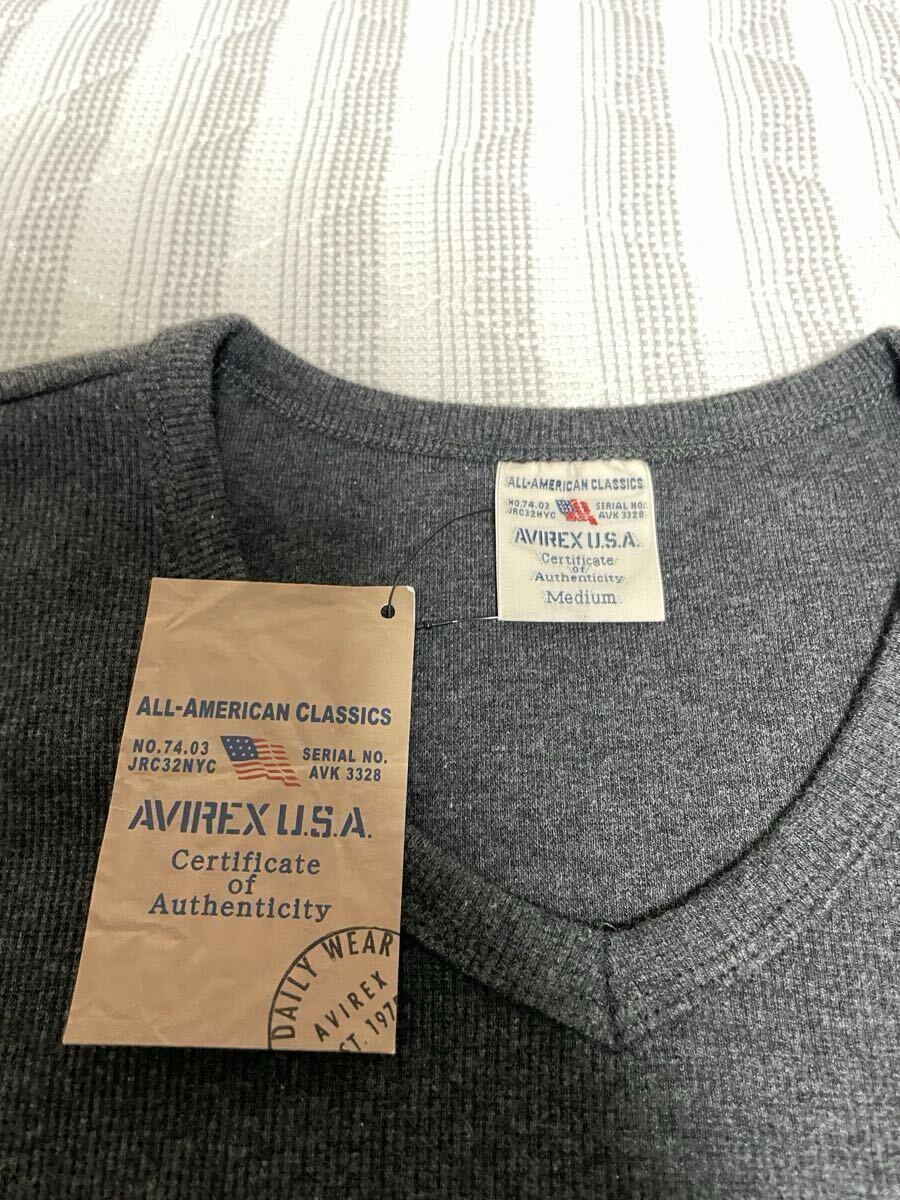 ALL-AMERICAN CLASSICS
NO.74.03 SERIAL NO.
JRC32NYC AVK 3328
AVIREX U.S.A.
Certificate
of
Authenticity
Medium
ALL-AMERICAN CLASSICS
NO.74.03 SERIAL NO.
JRC32NYC AVK 3328
AVIREX U.S.A.
Certificate
of
Authenticity
DAILY WEAR
AVIREX